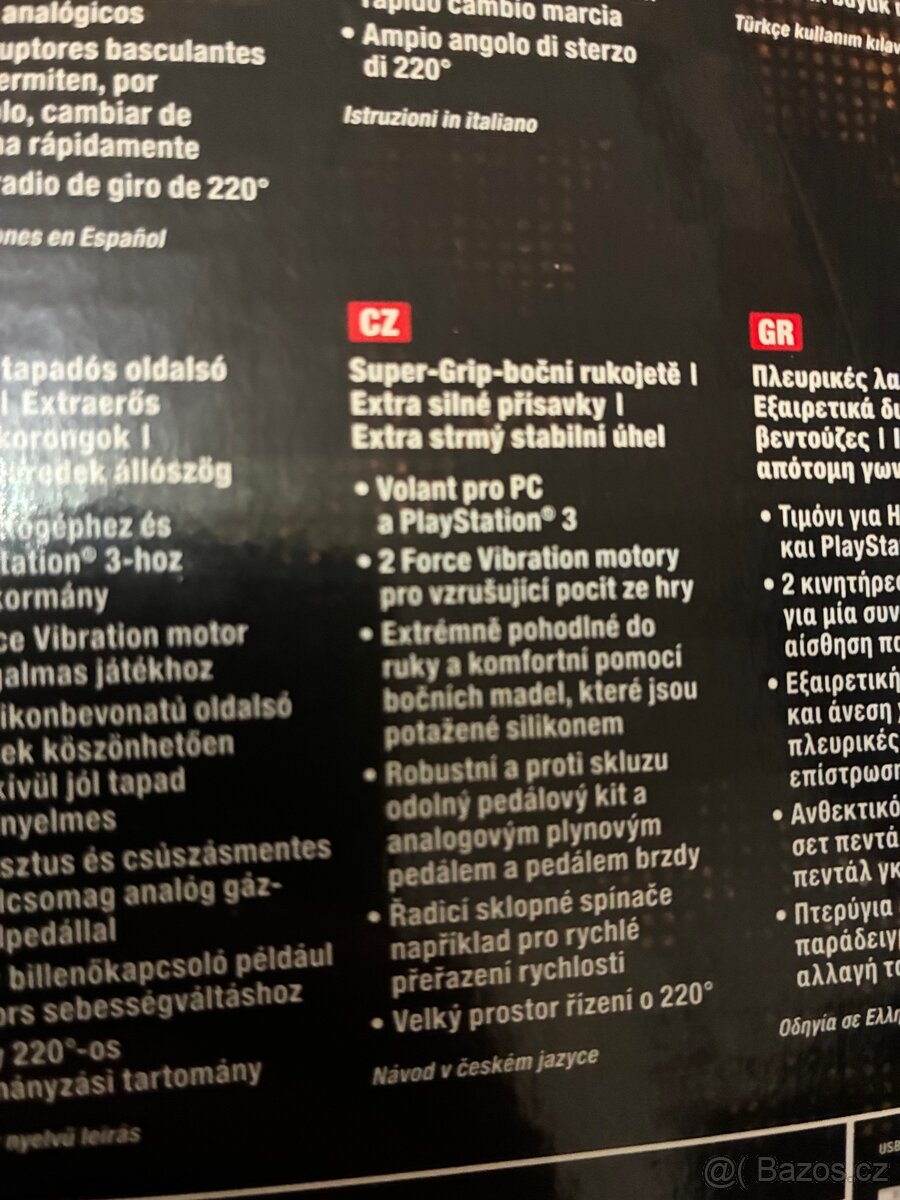 analógicos
uptores basculantes
ermiten, por
lo, cambiar de
a rápidamente
radio de giro de 220°
ones en Español
rapido cambio marcia
• Ampio angolo di sterzo
di 220°
Istruzioni in italiano
Türkçe kullanım kılav
tapadós oldalsó
| Extraerős
korongok |
redek állószög
ógéphez és
tation® 3-hoz
kormány
ce Vibration motor
galmas játékhoz
ikonbevonatú oldalsó
ek köszönhetően
kívül jól tapad
nyelmes
sztus és csúszásmentes
lcsomag analóg gáz-
pedállal
billenőkapcsoló például
ors sebességváltáshoz
220°-os
mányzási tartomány
nyelvű leírás
CZ
Super-Grip-boční rukojetě |
Extra silné přísavky |
Extra strmý stabilní úhel
• Volant pro PC
a PlayStation® 3
• 2 Force Vibration motory
pro vzrušující pocit ze hry
• Extrémně pohodlné do
ruky a komfortní pomocí
bočních madel, které jsou
potažené silikonem
• Robustní a proti skluzu
odolný pedálový kit a
analogovým plynovým
pedálem a pedálem brzdy
• Řadicí sklopné spínače
například pro rychlé
přeřazení rychlosti
• Velký prostor řízení o 220°
Návod v českém jazyce
GR
Πλευρικές λα
Εξαιρετικά δυ
βεντούζες |
απότομη γων
• Τιμόνι για Η
και PlaySta
• 2 κινητήρες
για μία συν
αίσθηση πα
• Εξαιρετική
και άνεση
πλευρικές
επίστρωση
• Ανθεκτικό
σετ πεντά
πεντάλ γκ
• Πτερύγια
παράδειγμ
αλλαγή τα
Οδηγία σε Ελλη
USB
@( Bazos.cz